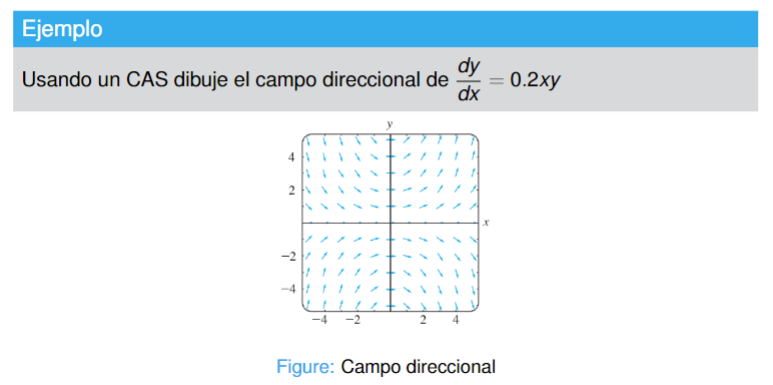 Ejemplo
Usando un CAS dibuje el campo direccional de dy/dx = 0.2xy
y
4
2
x
−2
−4
−4 −2 2 4
Figure: Campo direccional